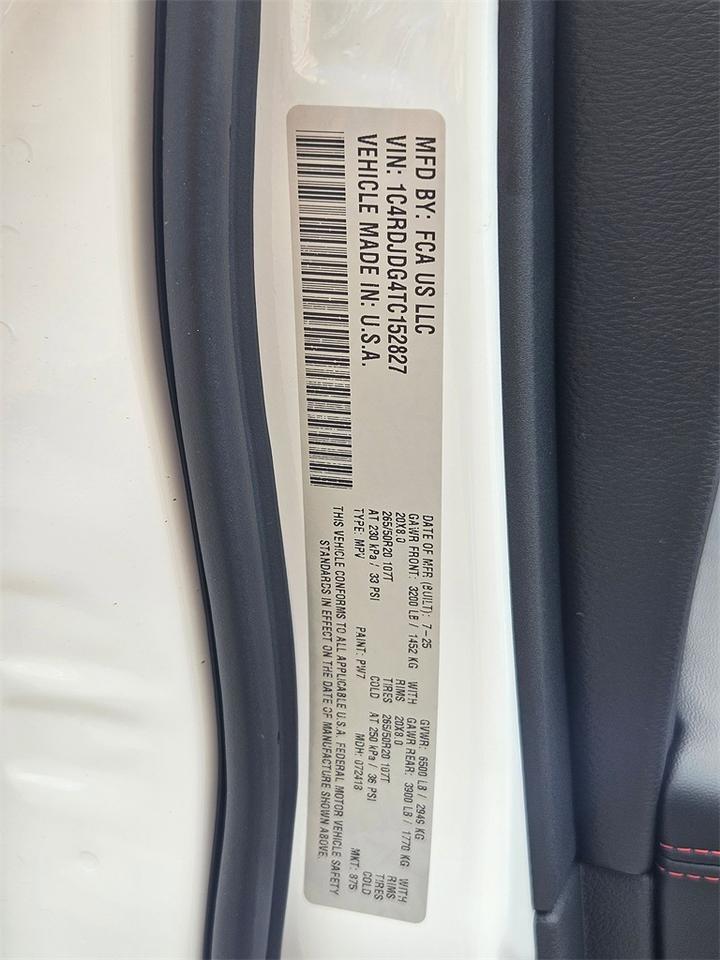 MFD BY: FCA US LLC
VIN: 1C4RDJDG4TC152827
VEHICLE MADE IN: U.S.A.
DATE OF MFR (BUILT): 7-25 GVWR: 6500 LB / 2949 KG
GAWR FRONT: 3200 LB / 1452 KG WITH GAWR REAR: 3900 LB / 1770 KG WITH
20X8.0 RIMS 20X8.0 RIMS
265/50R20 107T TIRES 265/50R20 107T TIRES
AT 230 kPa / 33 PSI COLD AT 250 kPa / 36 PSI COLD
TYPE: MPV PAINT: PW7 MDH: 072418 MKT: 875
THIS VEHICLE CONFORMS TO ALL APPLICABLE U.S.A. FEDERAL MOTOR VEHICLE SAFETY
STANDARDS IN EFFECT ON THE DATE OF MANUFACTURE SHOWN ABOVE.